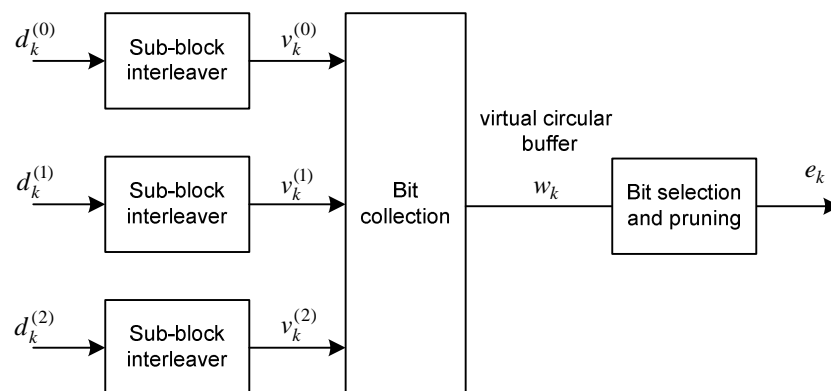 d_k^{(0)}
Sub-block
interleaver
v_k^{(0)}
d_k^{(1)}
Sub-block
interleaver
v_k^{(1)}
d_k^{(2)}
Sub-block
interleaver
v_k^{(2)}
Bit
collection
virtual circular
buffer
w_k
Bit selection
and pruning
e_k